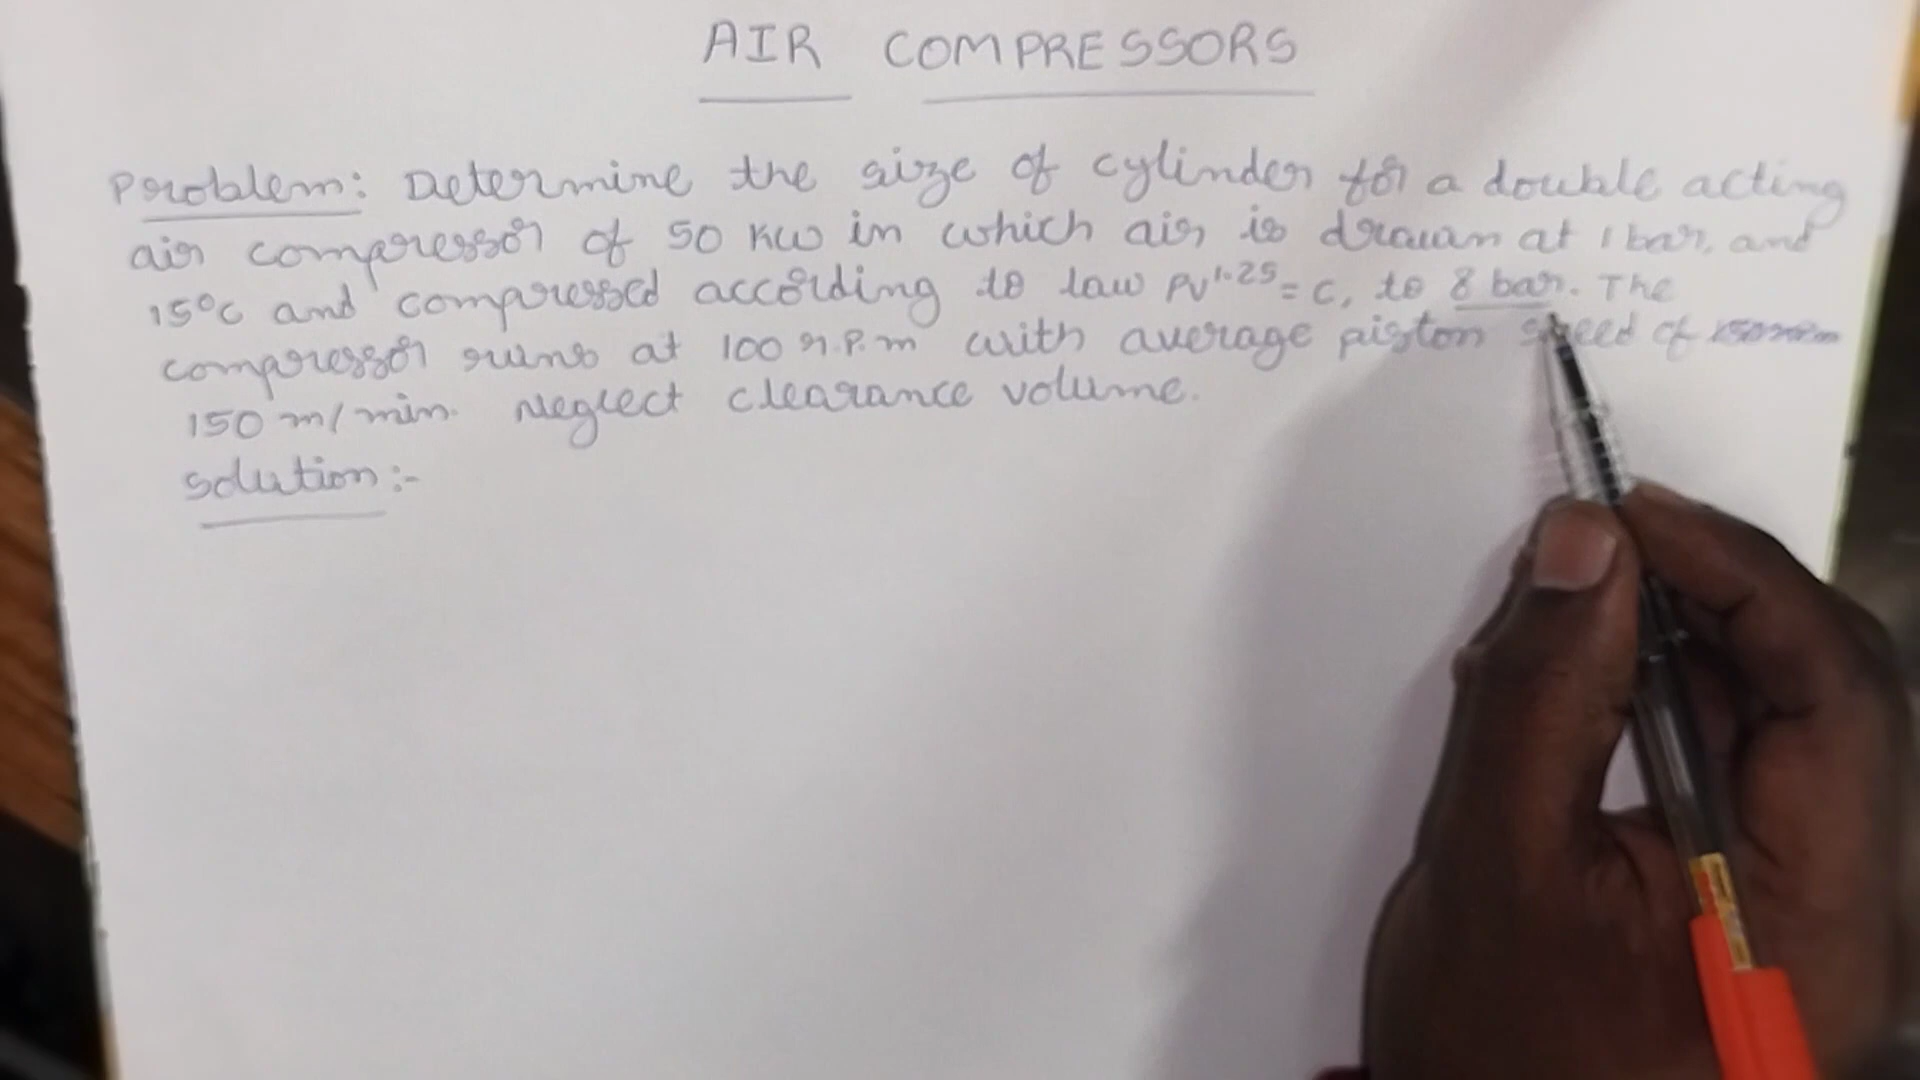 AIR COMPRESSORS
Problem: Determine the size of cylinder for a double acting
air compressor of 50 KW in which air is drawn at 1 bar, and
15°C and compressed according to law PV^1.25 = C, to 8 bar. The
compressor runs at 100 r.p.m with average piston speed of
150 m/min. Neglect clearance volume.
Solution:-